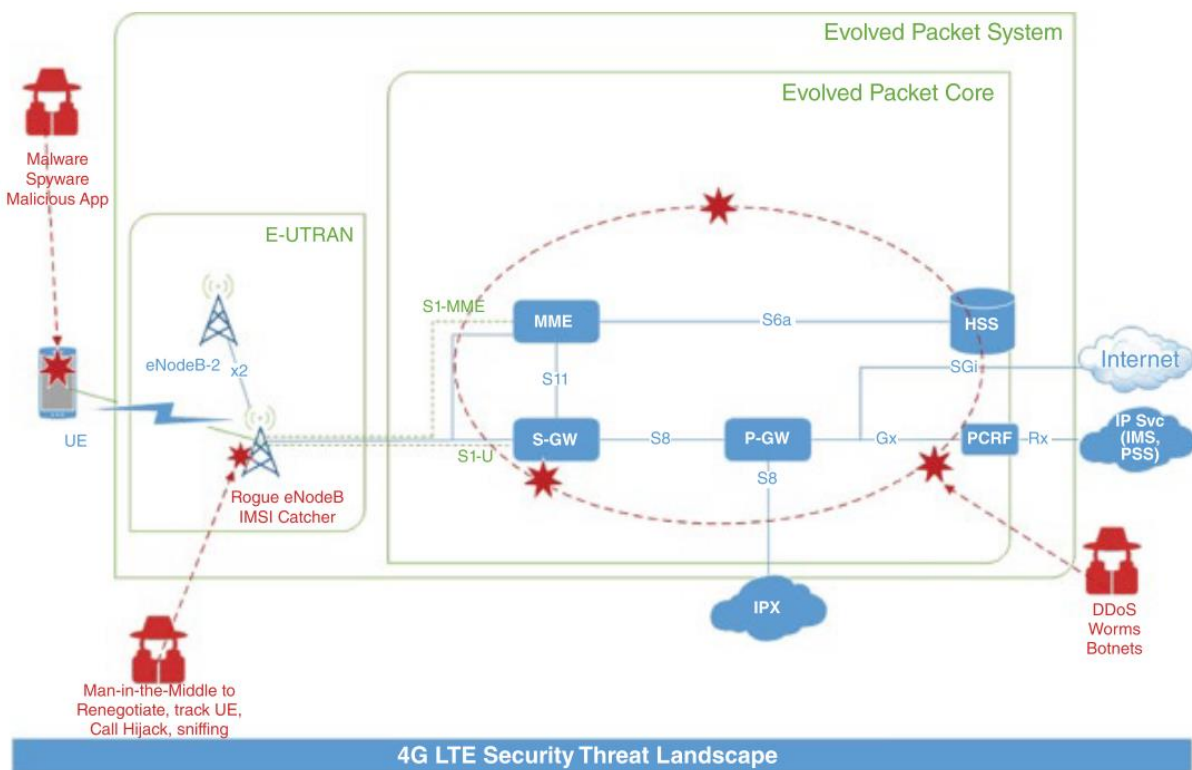 Evolved Packet System
Evolved Packet Core
Malware
Spyware
Malicious App
E-UTRAN
S1-MME
MME
S6a
HSS
eNodeB-2
x2
S11
SGi
Internet
UE
S1-U
S-GW
S8
P-GW
Gx
PCRF
Rx
IP Svc
(IMS,
PSS)
Rogue eNodeB
IMSI Catcher
S8
IPX
DDoS
Worms
Botnets
Man-in-the-Middle to
Renegotiate, track UE,
Call Hijack, sniffing
4G LTE Security Threat Landscape